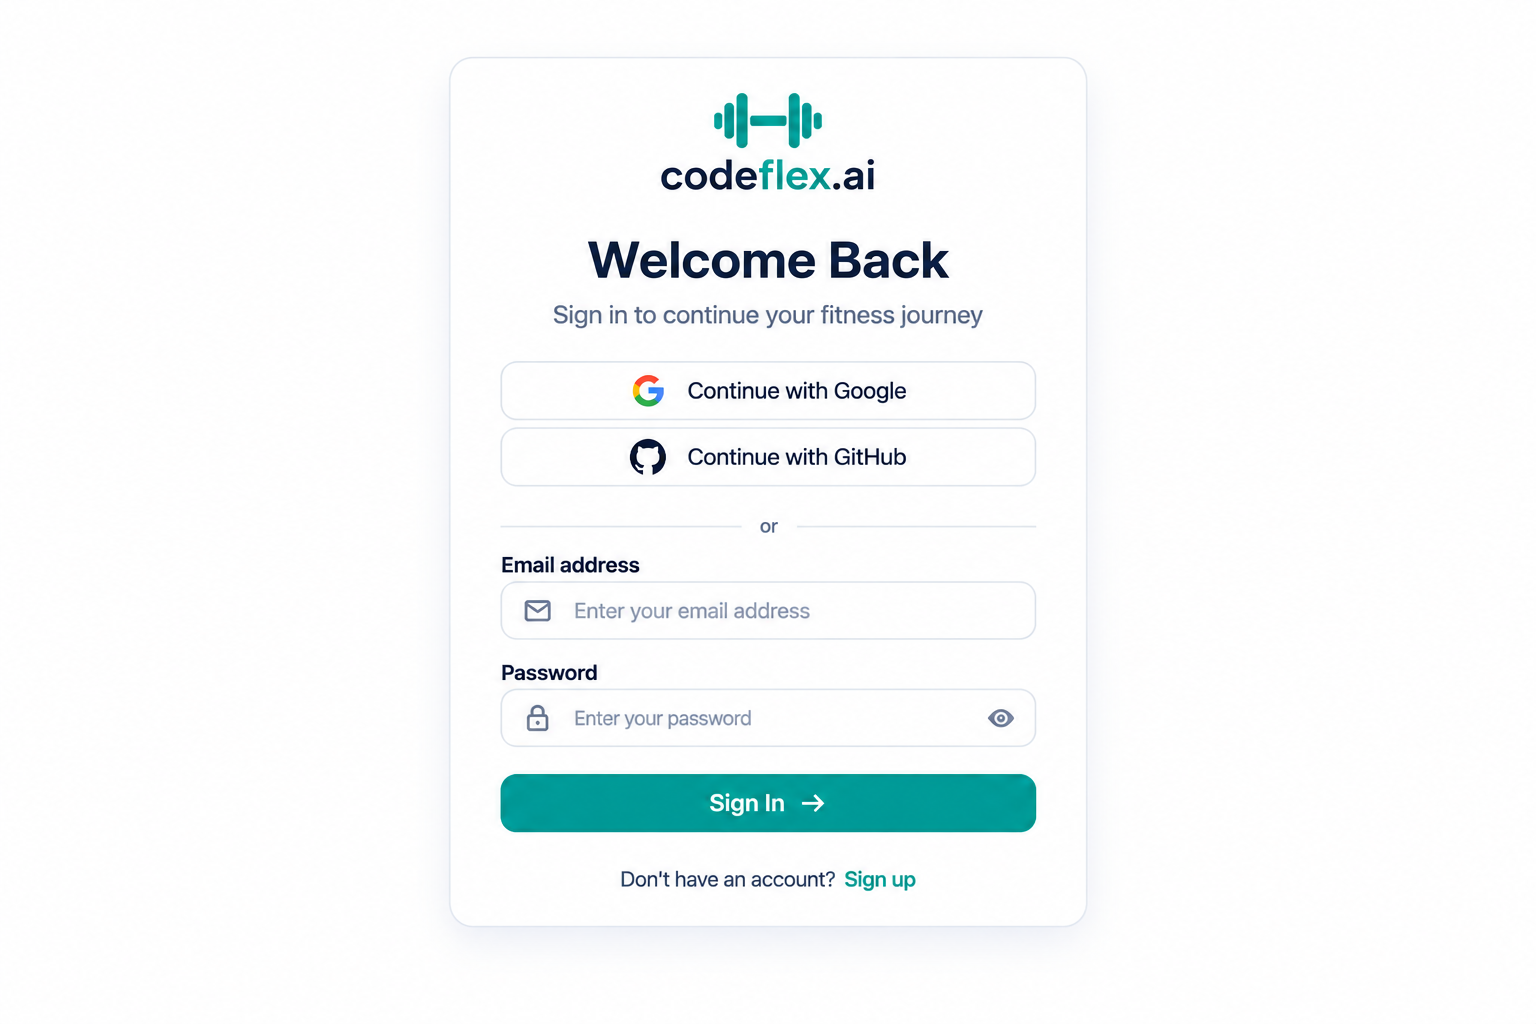 codeflex.ai
Welcome Back
Sign in to continue your fitness journey
Continue with Google
Continue with GitHub
or
Email address
Enter your email address
Password
Enter your password
Sign In →
Don't have an account? Sign up